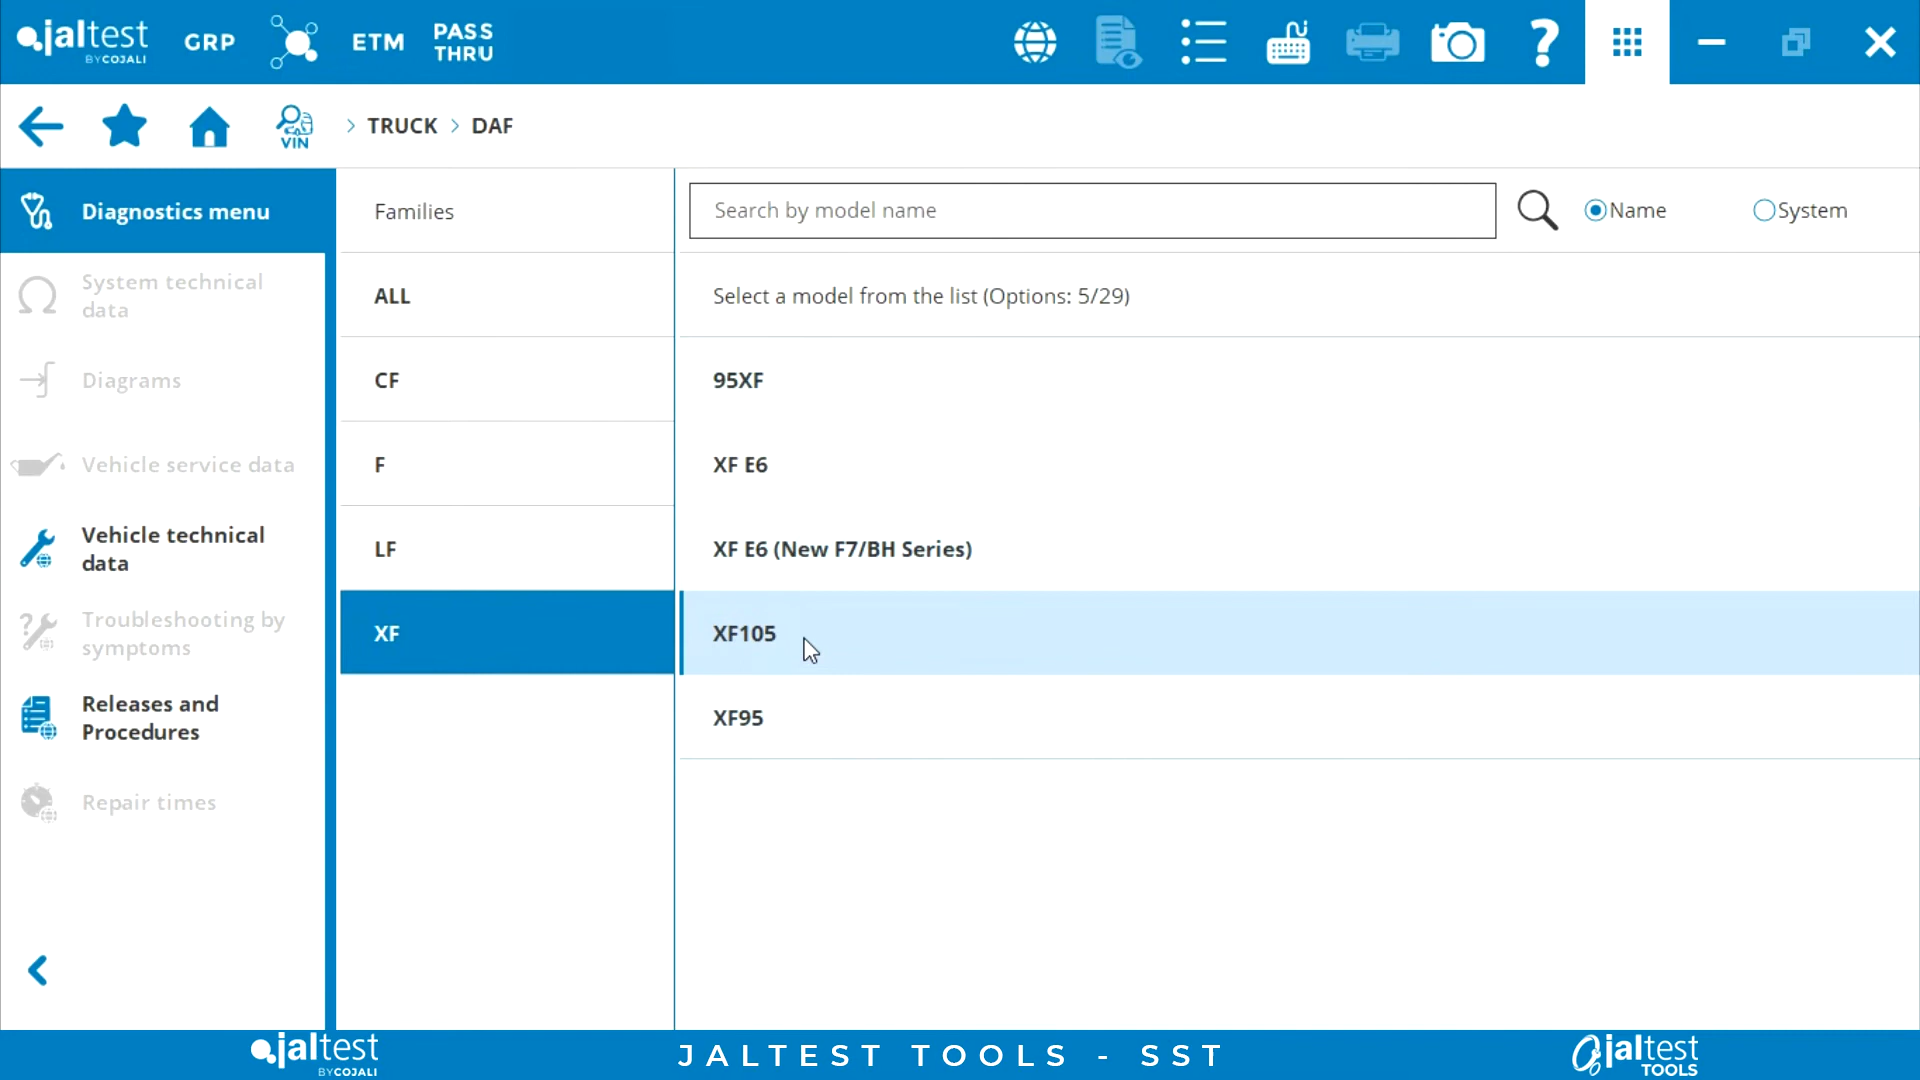 jaltest
BY COJALI
GRP
ETM
PASS
THRU
VIN
TRUCK
DAF
Diagnostics menu
System technical
data
Diagrams
Vehicle service data
Vehicle technical
data
Troubleshooting by
symptoms
Releases and
Procedures
Repair times
Families
ALL
CF
F
LF
XF
Search by model name
Name
System
Select a model from the list (Options: 5/29)
95XF
XF E6
XF E6 (New F7/BH Series)
XF105
XF95
jaltest
BY COJALI
JALTEST TOOLS - SST
jaltest
TOOLS